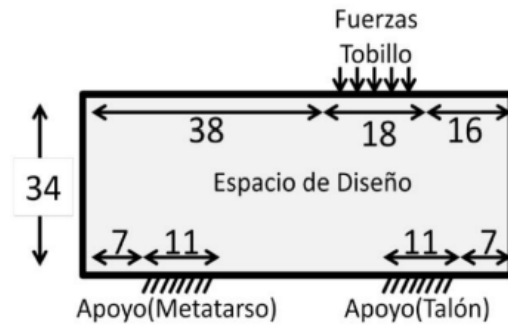 Fuerzas
Tobillo
38 18 16
34
Espacio de Diseño
7 11 11 7
Apoyo(Metatarso) Apoyo(Talón)